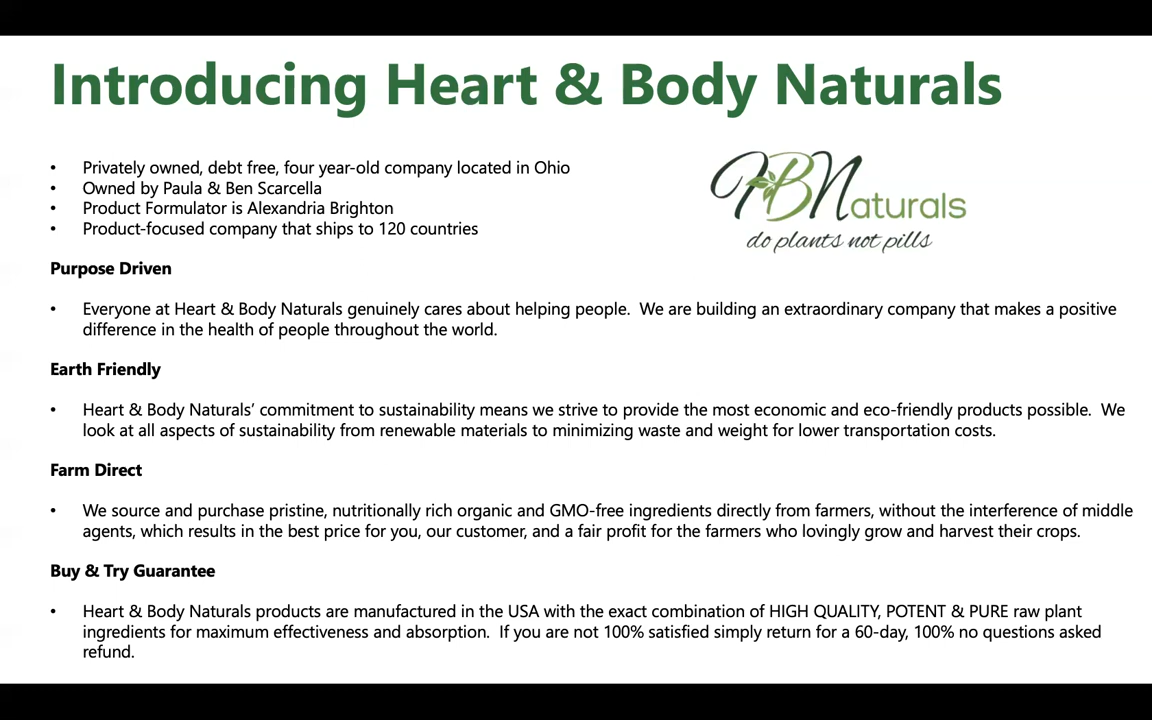 Introducing Heart & Body Naturals
• Privately owned, debt free, four year-old company located in Ohio
• Owned by Paula & Ben Scarcella
• Product Formulator is Alexandria Brighton
• Product-focused company that ships to 120 countries
HBNaturals
do plants not pills
Purpose Driven
• Everyone at Heart & Body Naturals genuinely cares about helping people.  We are building an extraordinary company that makes a positive
difference in the health of people throughout the world.
Earth Friendly
• Heart & Body Naturals’ commitment to sustainability means we strive to provide the most economic and eco-friendly products possible.  We
look at all aspects of sustainability from renewable materials to minimizing waste and weight for lower transportation costs.
Farm Direct
• We source and purchase pristine, nutritionally rich organic and GMO-free ingredients directly from farmers, without the interference of middle
agents, which results in the best price for you, our customer, and a fair profit for the farmers who lovingly grow and harvest their crops.
Buy & Try Guarantee
• Heart & Body Naturals products are manufactured in the USA with the exact combination of HIGH QUALITY, POTENT & PURE raw plant
ingredients for maximum effectiveness and absorption.  If you are not 100% satisfied simply return for a 60-day, 100% no questions asked
refund.